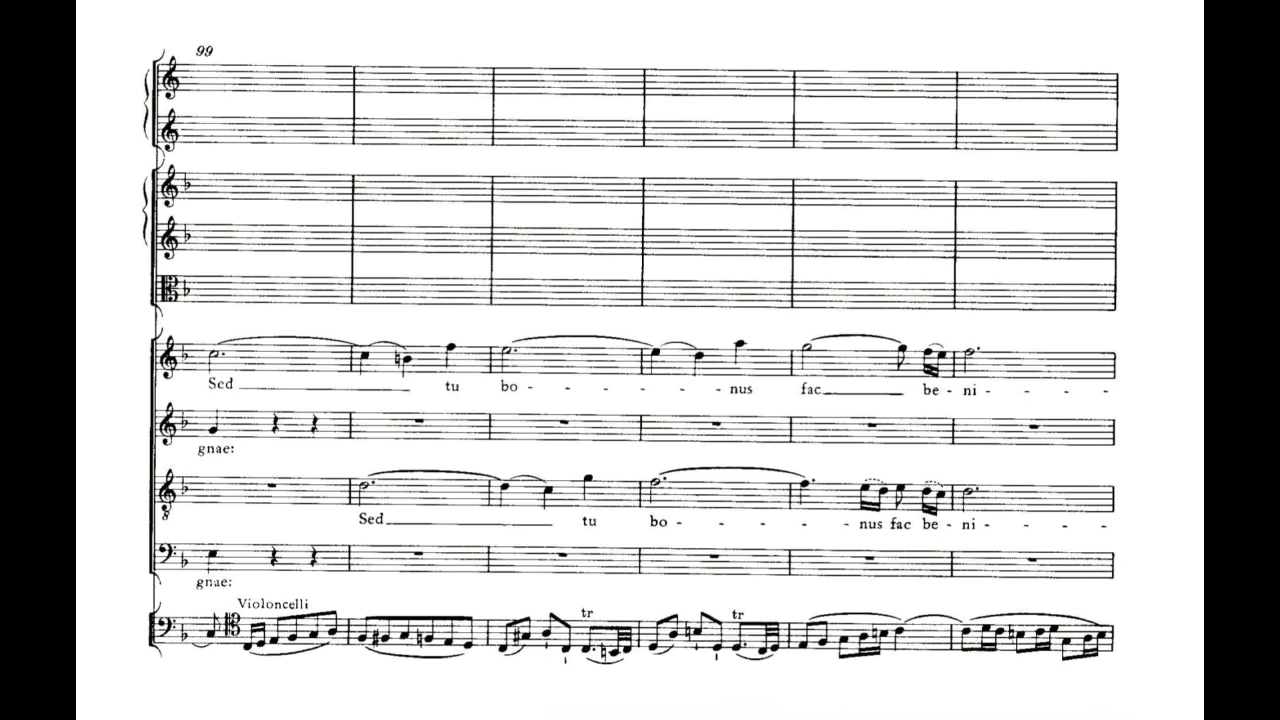 99
Sed tu bo - - - - - nus fac be - ni - - - - -
gnae:
Sed tu bo - - - - nus fac be - ni - - - - -
gnae:
Violoncelli
tr tr